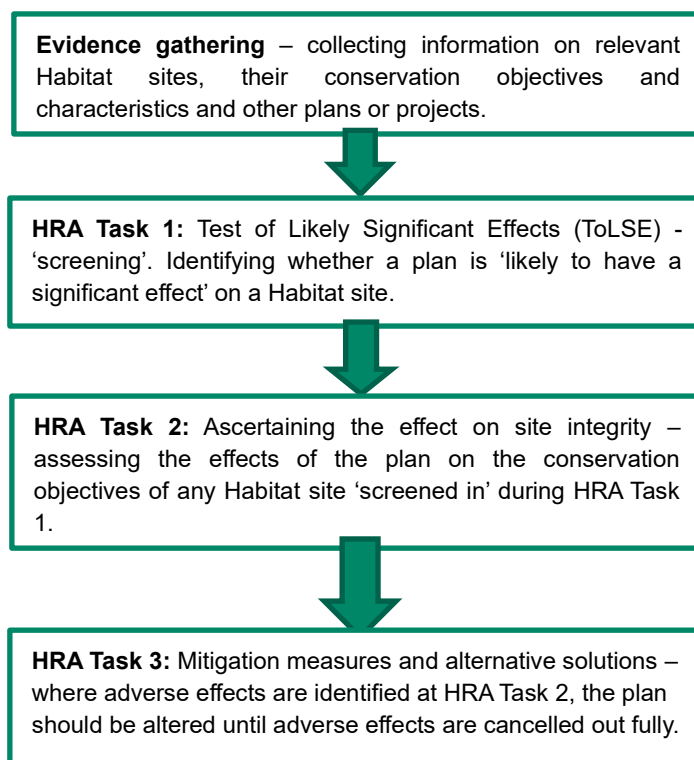 Evidence gathering – collecting information on relevant
Habitat sites, their conservation objectives and
characteristics and other plans or projects.
HRA Task 1: Test of Likely Significant Effects (ToLSE) -
‘screening’. Identifying whether a plan is ‘likely to have a
significant effect’ on a Habitat site.
HRA Task 2: Ascertaining the effect on site integrity –
assessing the effects of the plan on the conservation
objectives of any Habitat site ‘screened in’ during HRA Task
1.
HRA Task 3: Mitigation measures and alternative solutions –
where adverse effects are identified at HRA Task 2, the plan
should be altered until adverse effects are cancelled out fully.